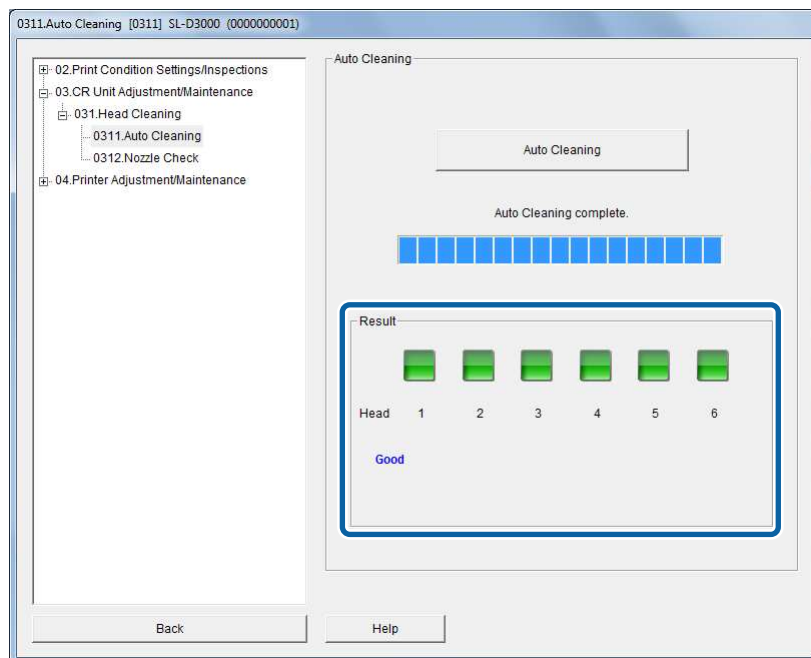 0311.Auto Cleaning [0311] SL-D3000 (0000000001)
02.Print Condition Settings/Inspections
03.CR Unit Adjustment/Maintenance
031.Head Cleaning
0311.Auto Cleaning
0312.Nozzle Check
04.Printer Adjustment/Maintenance
Back
Auto Cleaning
Auto Cleaning
Auto Cleaning complete.
Result
Head 1 2 3 4 5 6
Good
Help